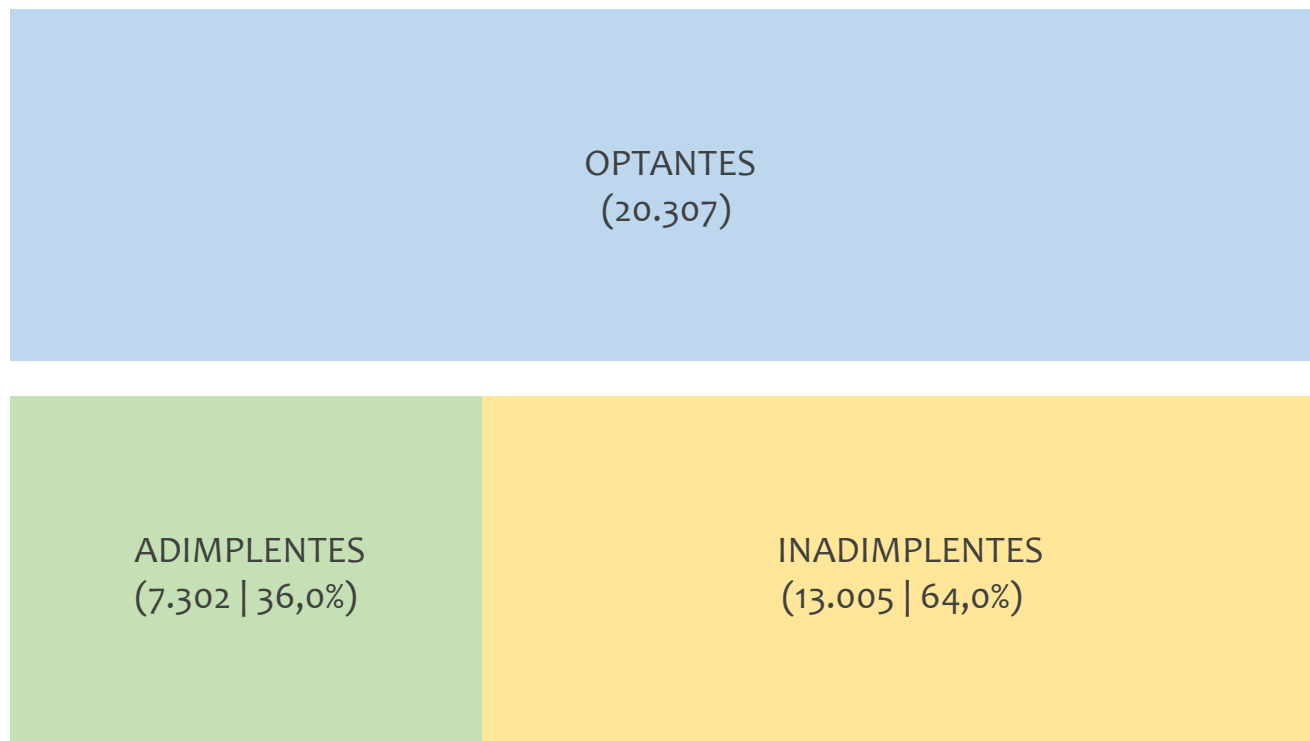 OPTANTES
(20.307)
ADIMPLENTES
(7.302 | 36,0%)
INADIMPLENTES
(13.005 | 64,0%)